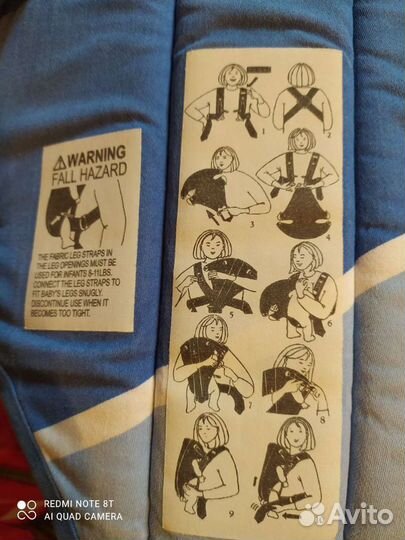 ⚠ WARNING
FALL HAZARD
THE FABRIC LEG STRAPS IN
THE LEG OPENINGS MUST BE
USED FOR INFANTS 8-11LBS.
CONNECT THE LEG STRAPS TO
FIT BABY'S LEGS SNUGLY.
DISCONTINUE USE WHEN IT
BECOMES TOO TIGHT.
1
2
3
4
5
6
7
8
9
REDMI NOTE 8T
AI QUAD CAMERA
Avito